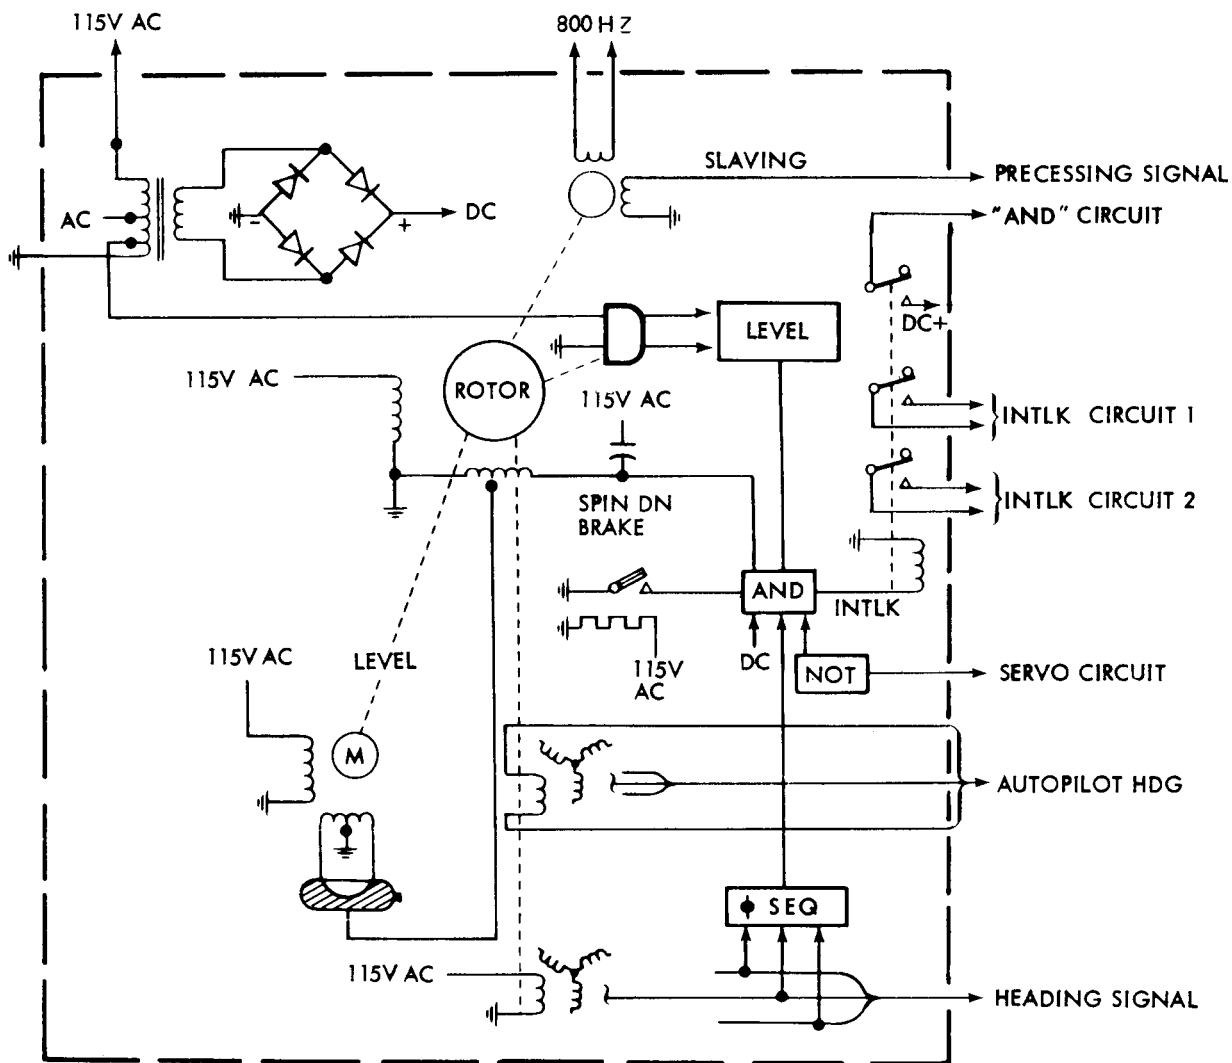 115V AC
800 HZ
SLAVING
PRECESSING SIGNAL
"AND" CIRCUIT
AC
-
+
DC
DC+
LEVEL
ROTOR
115V AC
115V AC
INTLK CIRCUIT 1
INTLK CIRCUIT 2
SPIN DN
BRAKE
AND
INTLK
DC
115V
AC
NOT
SERVO CIRCUIT
115V AC
LEVEL
M
AUTOPILOT HDG
SEQ
115V AC
HEADING SIGNAL